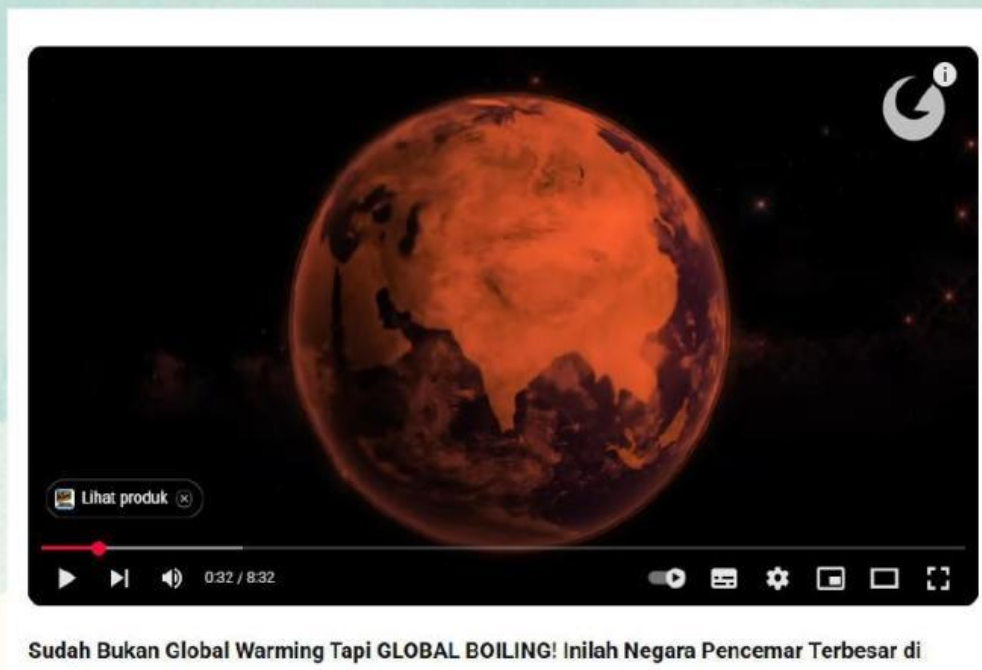 i
Lihat produk
0:32 / 8:32
Sudah Bukan Global Warming Tapi GLOBAL BOILING! Inilah Negara Pencemar Terbesar di